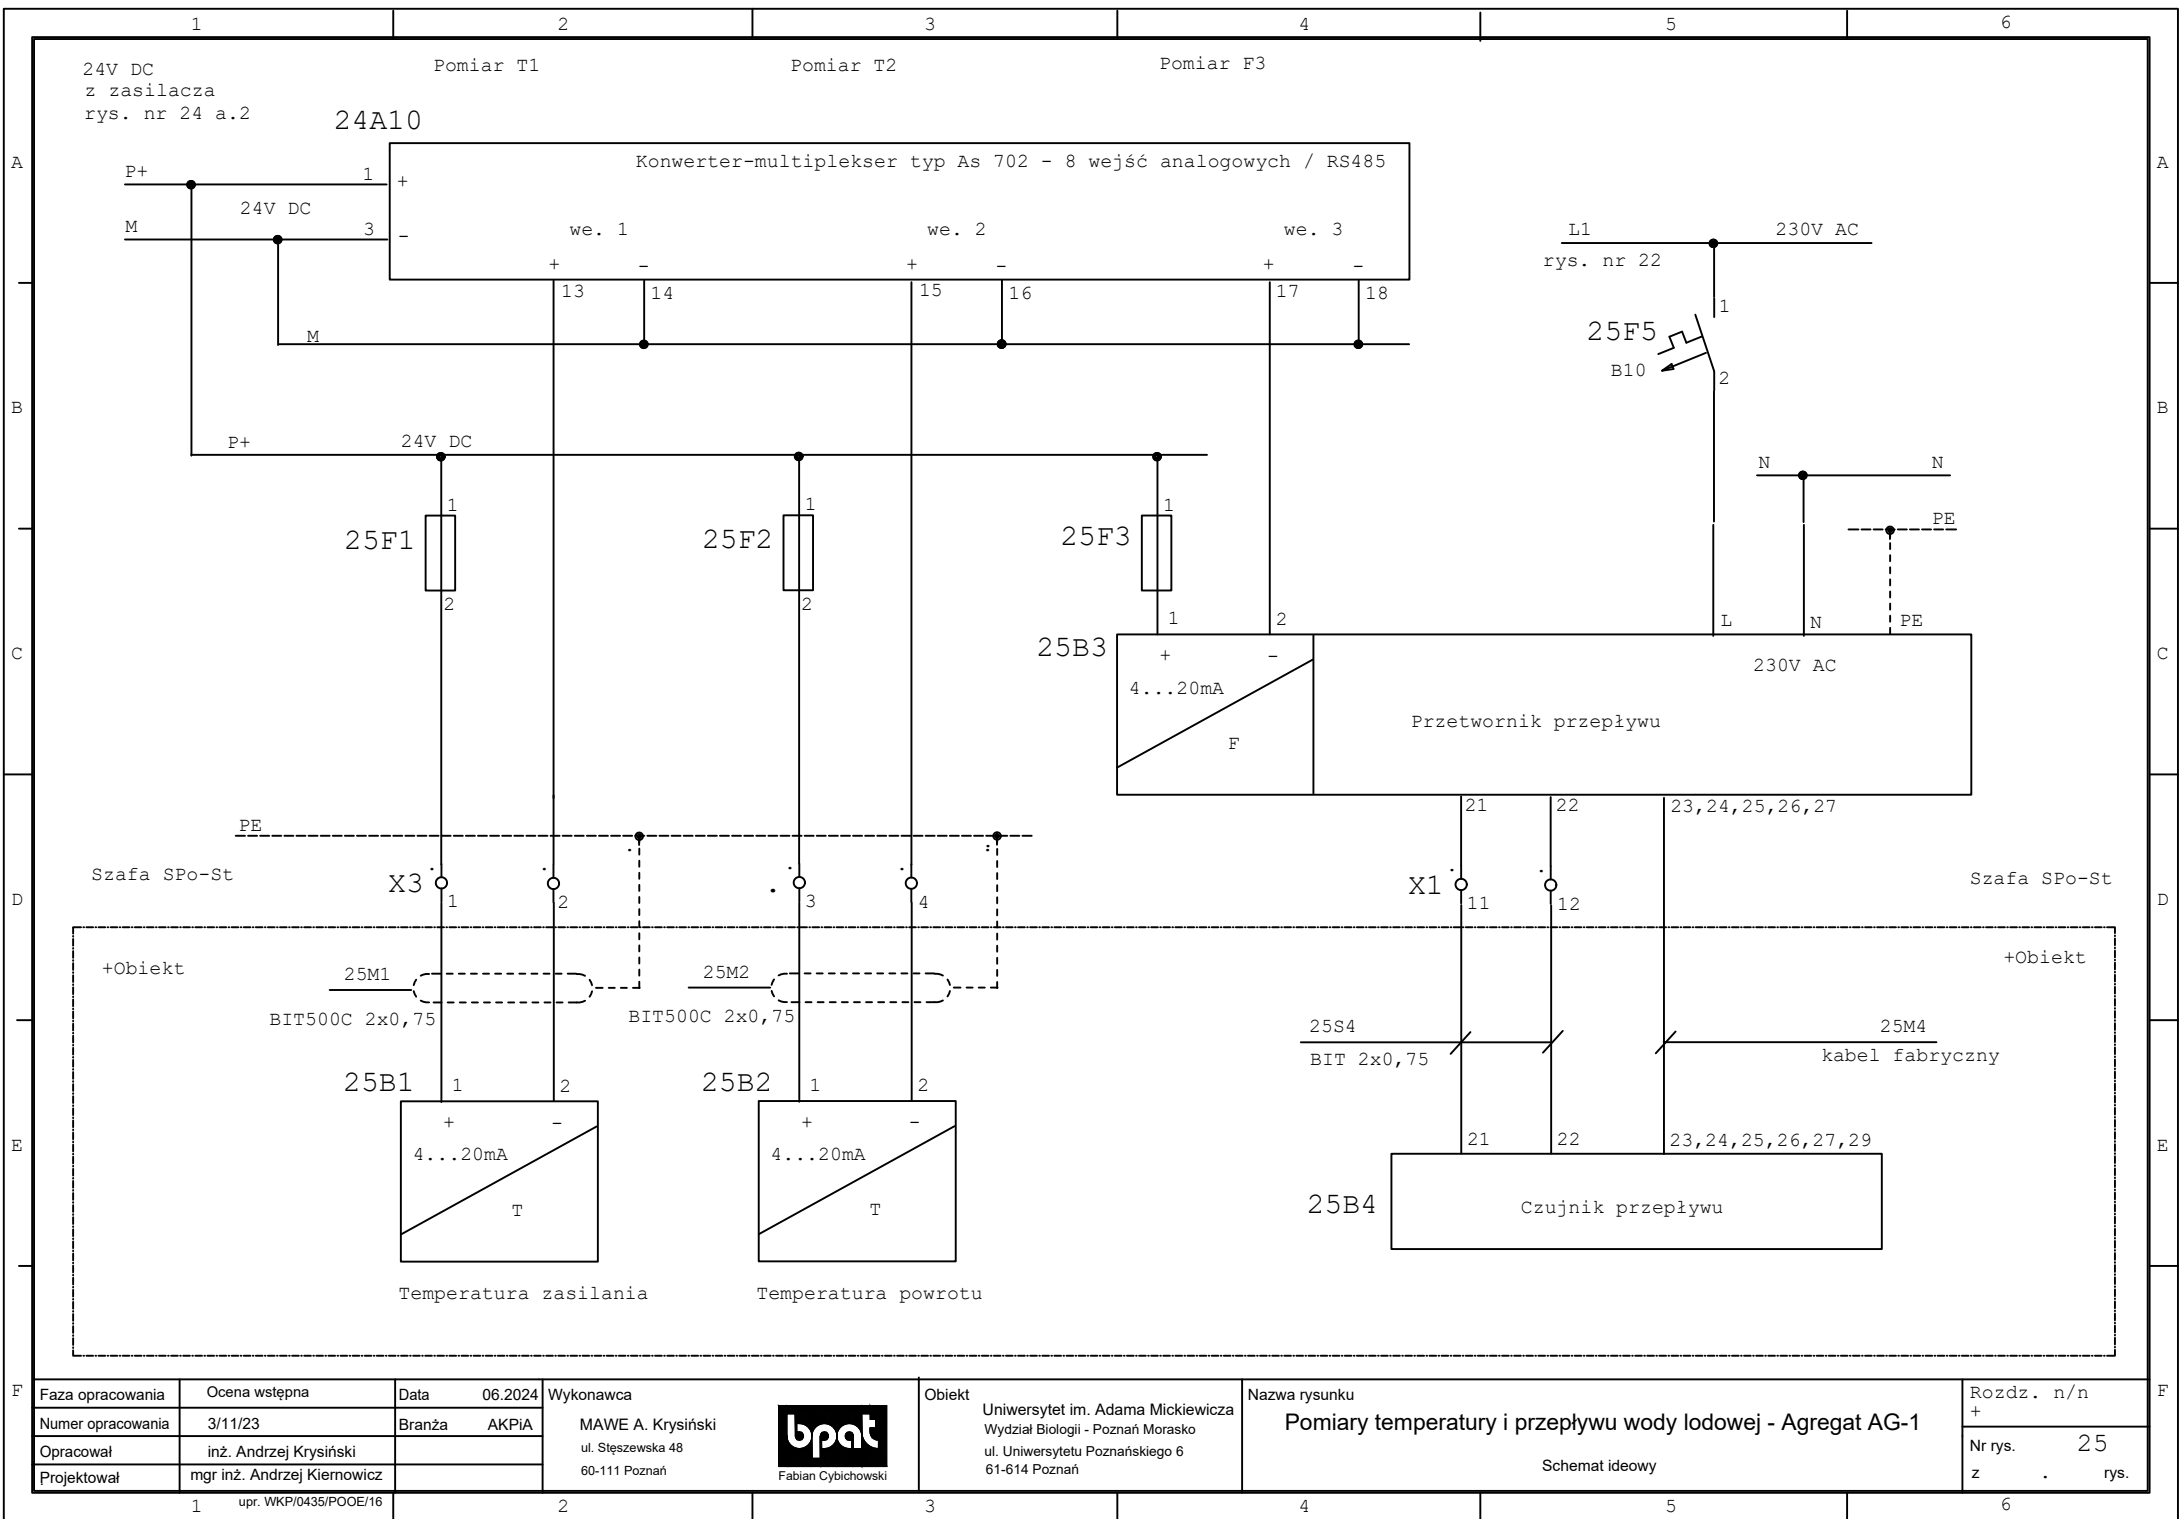 1 2 3 4 5 6
24V DC
z zasilacza
rys. nr 24 a.2
Pomiar T1
Pomiar T2
Pomiar F3
24A10
A
A
Konwerter-multiplekser typ As 702 - 8 wejść analogowych / RS485
P+
1
+
24V DC
M
3
-
we. 1
we. 2
we. 3
+ - + - + -
13 14 15 16 17 18
L1
230V AC
rys. nr 22
1
25F5
B10
2
M
B
B
P+
24V DC
N
N
PE
1
25F1
2
1
25F2
2
1
25F3
1
2
L
N
PE
C
C
25B3
+
-
4...20mA
F
230V AC
Przetwornik przepływu
21
22
23,24,25,26,27
PE
Szafa SPo-St
X3
1
2
3
4
X1
11
12
Szafa SPo-St
D
D
+Obiekt
+Obiekt
25M1
BIT500C 2x0,75
25M2
BIT500C 2x0,75
25S4
BIT 2x0,75
25M4
kabel fabryczny
25B1
1
2
25B2
1
2
+ -
4...20mA
T
+ -
4...20mA
T
E
E
21
22
23,24,25,26,27,29
25B4
Czujnik przepływu
Temperatura zasilania
Temperatura powrotu
F
F
Faza opracowania
Ocena wstępna
Data
06.2024
Numer opracowania
3/11/23
Branża
AKPiA
Opracował
inż. Andrzej Krysiński
Projektował
mgr inż. Andrzej Kiernowicz
upr. WKP/0435/POOE/16
Wykonawca
MAWE A. Krysiński
ul. Stęszewska 48
60-111 Poznań
bpat
Fabian Cybichowski
Obiekt
Uniwersytet im. Adama Mickiewicza
Wydział Biologii - Poznań Morasko
ul. Uniwersytetu Poznańskiego 6
61-614 Poznań
Nazwa rysunku
Pomiary temperatury i przepływu wody lodowej - Agregat AG-1
Schemat ideowy
Rozdz. n/n
+
Nr rys.
25
z . rys.
1 2 3 4 5 6